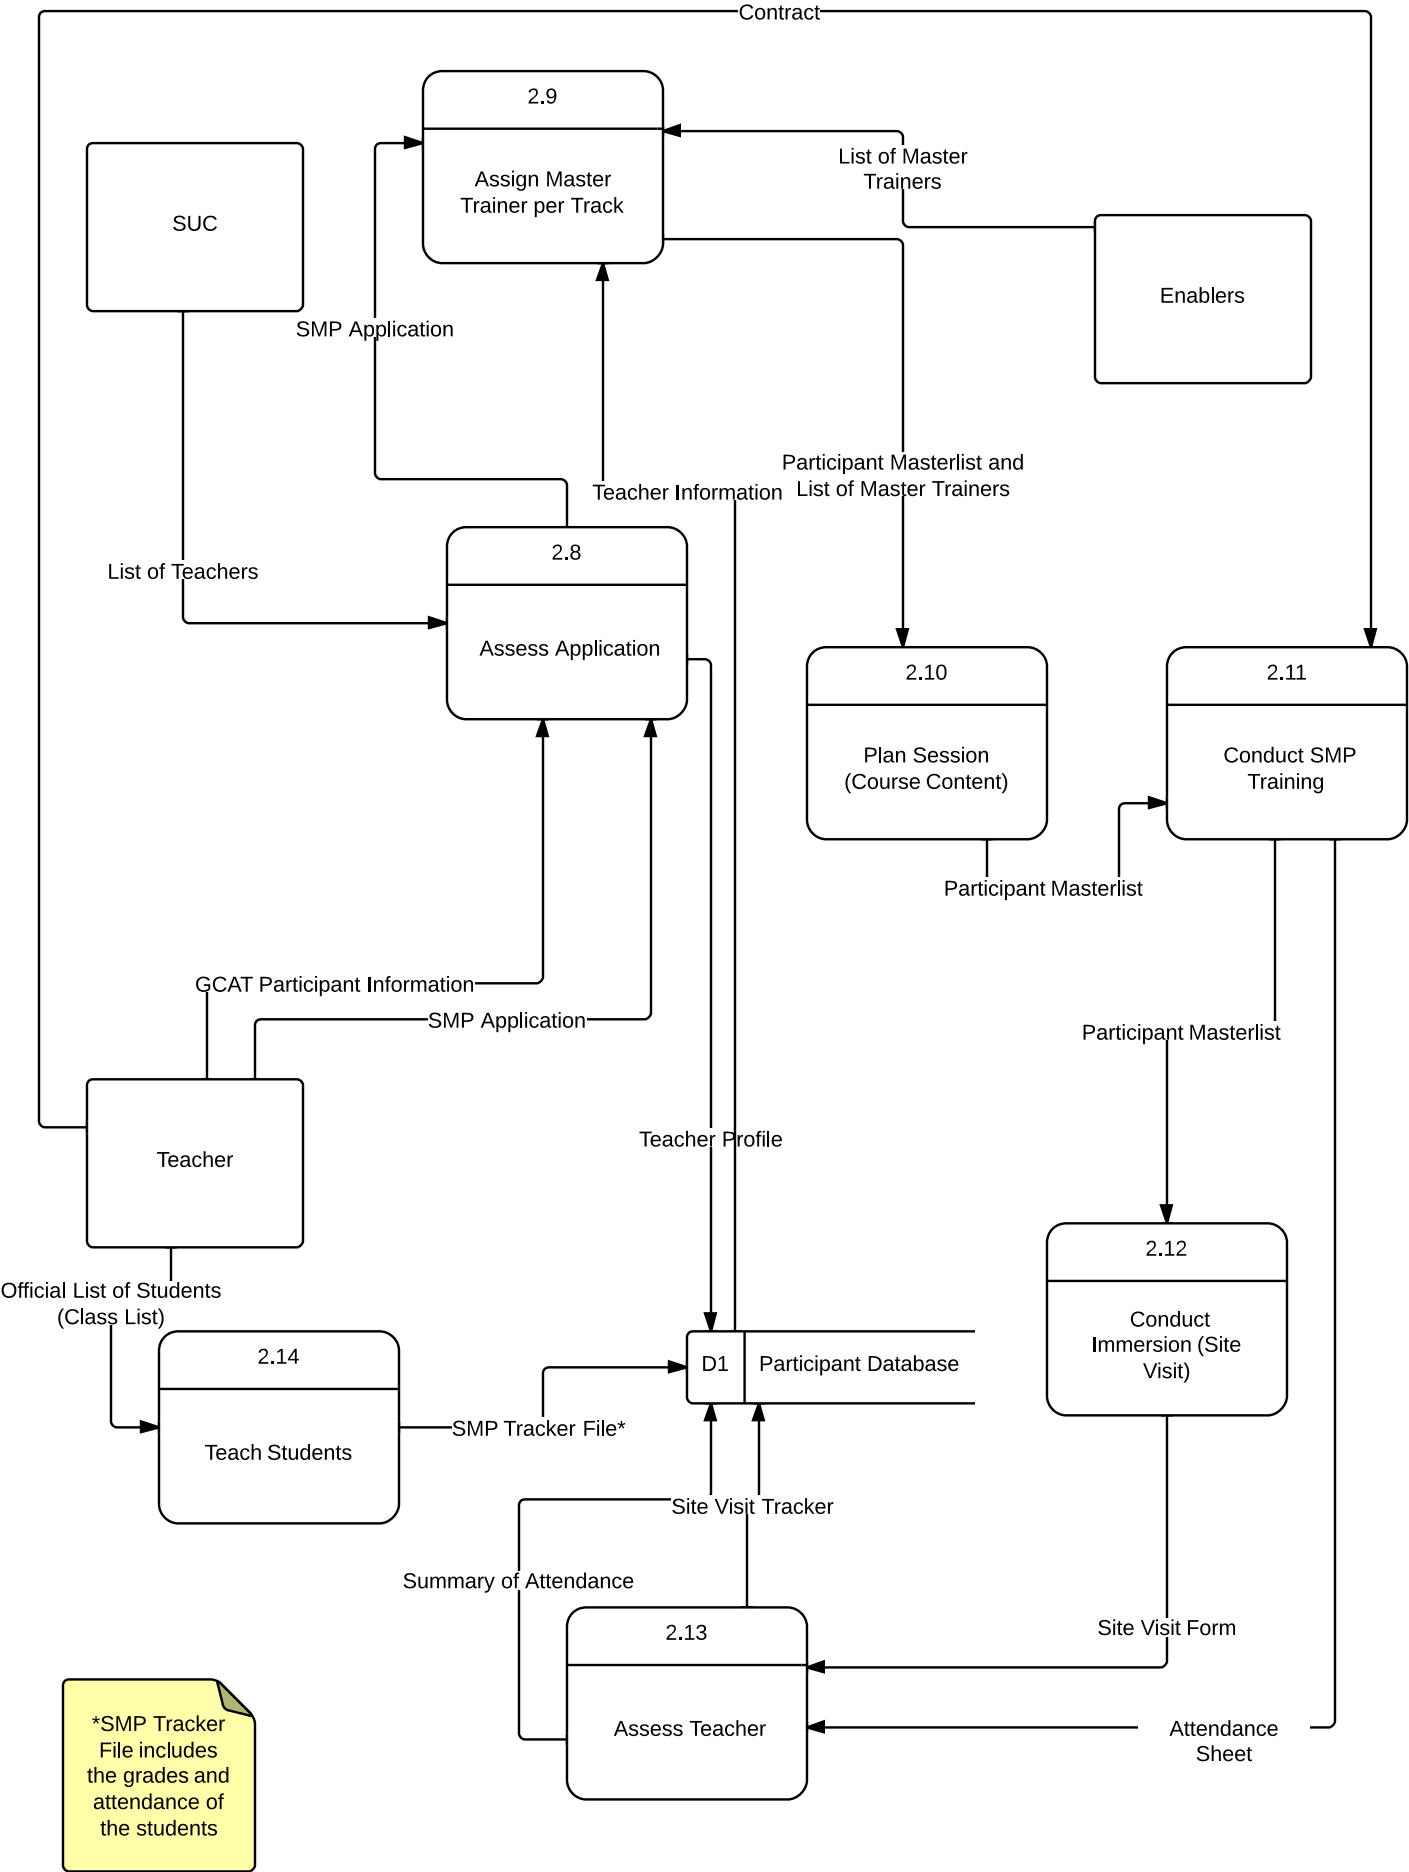 Contract
2.9
Assign Master
Trainer per Track
List of Master
Trainers
SUC
Enablers
SMP Application
Participant Masterlist and
List of Master Trainers
Teacher Information
2.8
Assess Application
List of Teachers
2.10
Plan Session
(Course Content)
2.11
Conduct SMP
Training
Participant Masterlist
GCAT Participant Information
SMP Application
Participant Masterlist
Teacher Profile
Teacher
2.12
Conduct
Immersion (Site
Visit)
Official List of Students
(Class List)
2.14
Teach Students
D1
Participant Database
SMP Tracker File*
Site Visit Tracker
Summary of Attendance
2.13
Assess Teacher
Site Visit Form
Attendance
Sheet
*SMP Tracker
File includes
the grades and
attendance of
the students